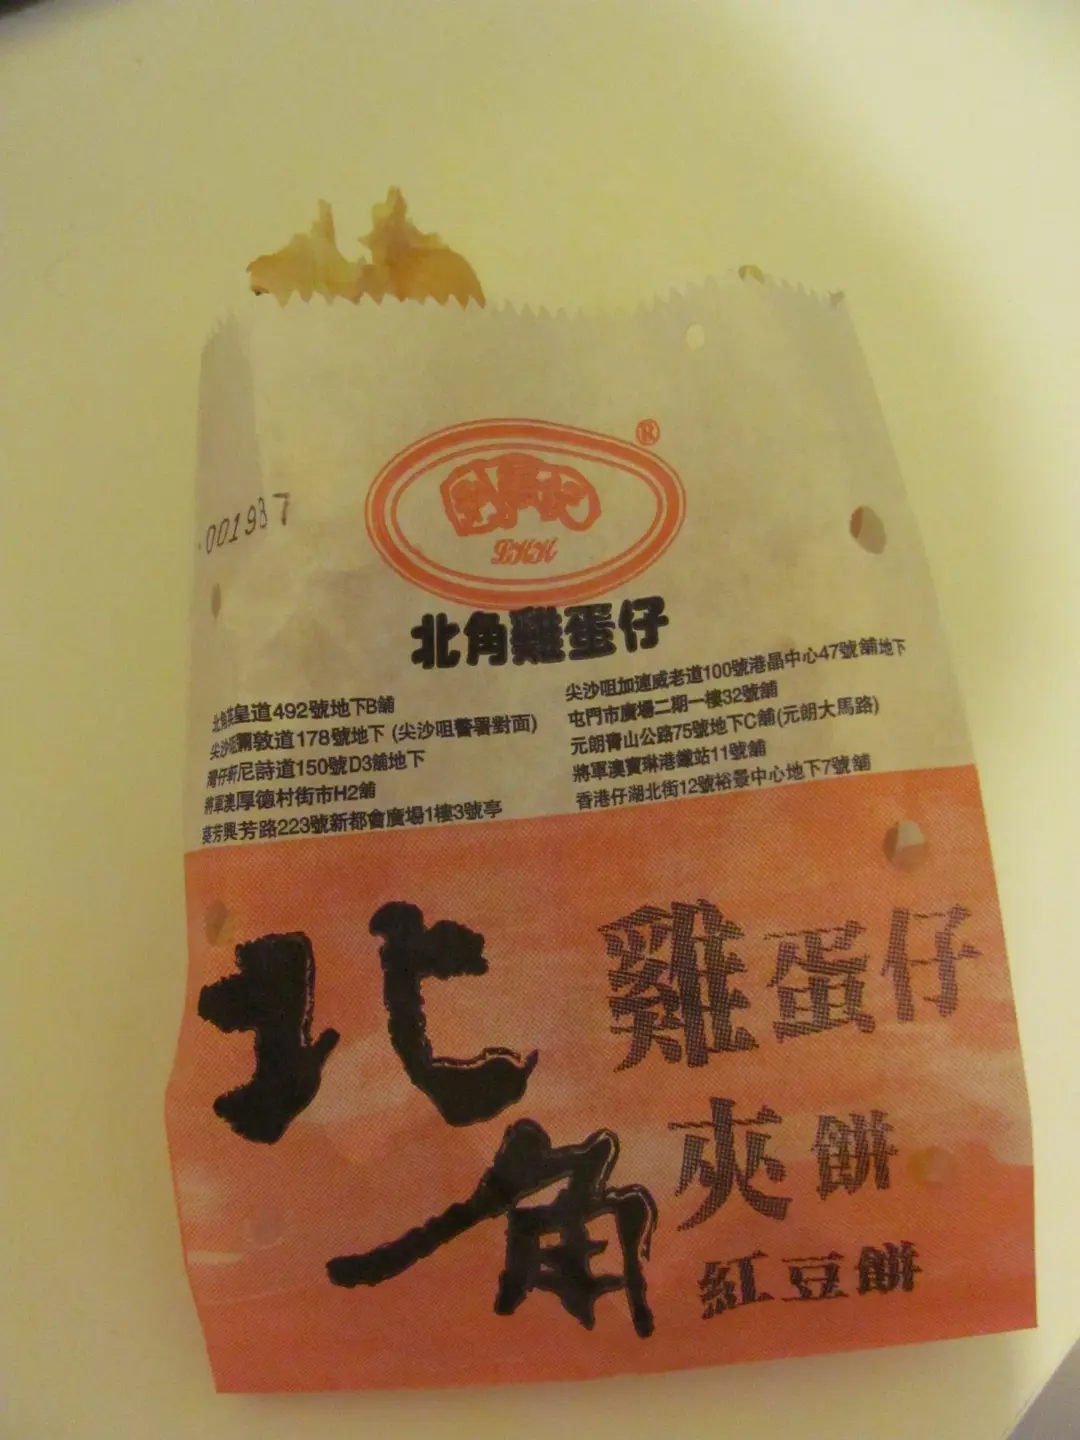 ®
LKK
001987
北角雞蛋仔
北角英皇道492號地下B舖
尖沙咀彌敦道178號地下 (尖沙咀警署對面)
灣仔軒尼詩道150號D3舖地下
將軍澳厚德村街市H2舖
葵芳興芳路223號新都會廣場1樓3號亭
尖沙咀加連威老道100號港晶中心47號舖地下
屯門市廣場二期一樓32號舖
元朗青山公路75號地下C舖(元朗大馬路)
將軍澳寶琳港鐵站11號舖
香港仔湖北街12號裕景中心地下7號舖
北角
雞蛋仔
夾餅
紅豆餅